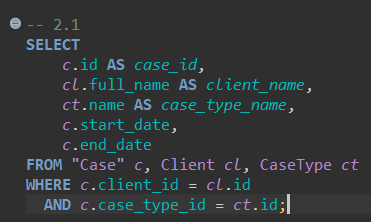 -- 2.1
SELECT
c.id AS case_id,
cl.full_name AS client_name,
ct.name AS case_type_name,
c.start_date,
c.end_date
FROM "Case" c, Client cl, CaseType ct
WHERE c.client_id = cl.id
AND c.case_type_id = ct.id;